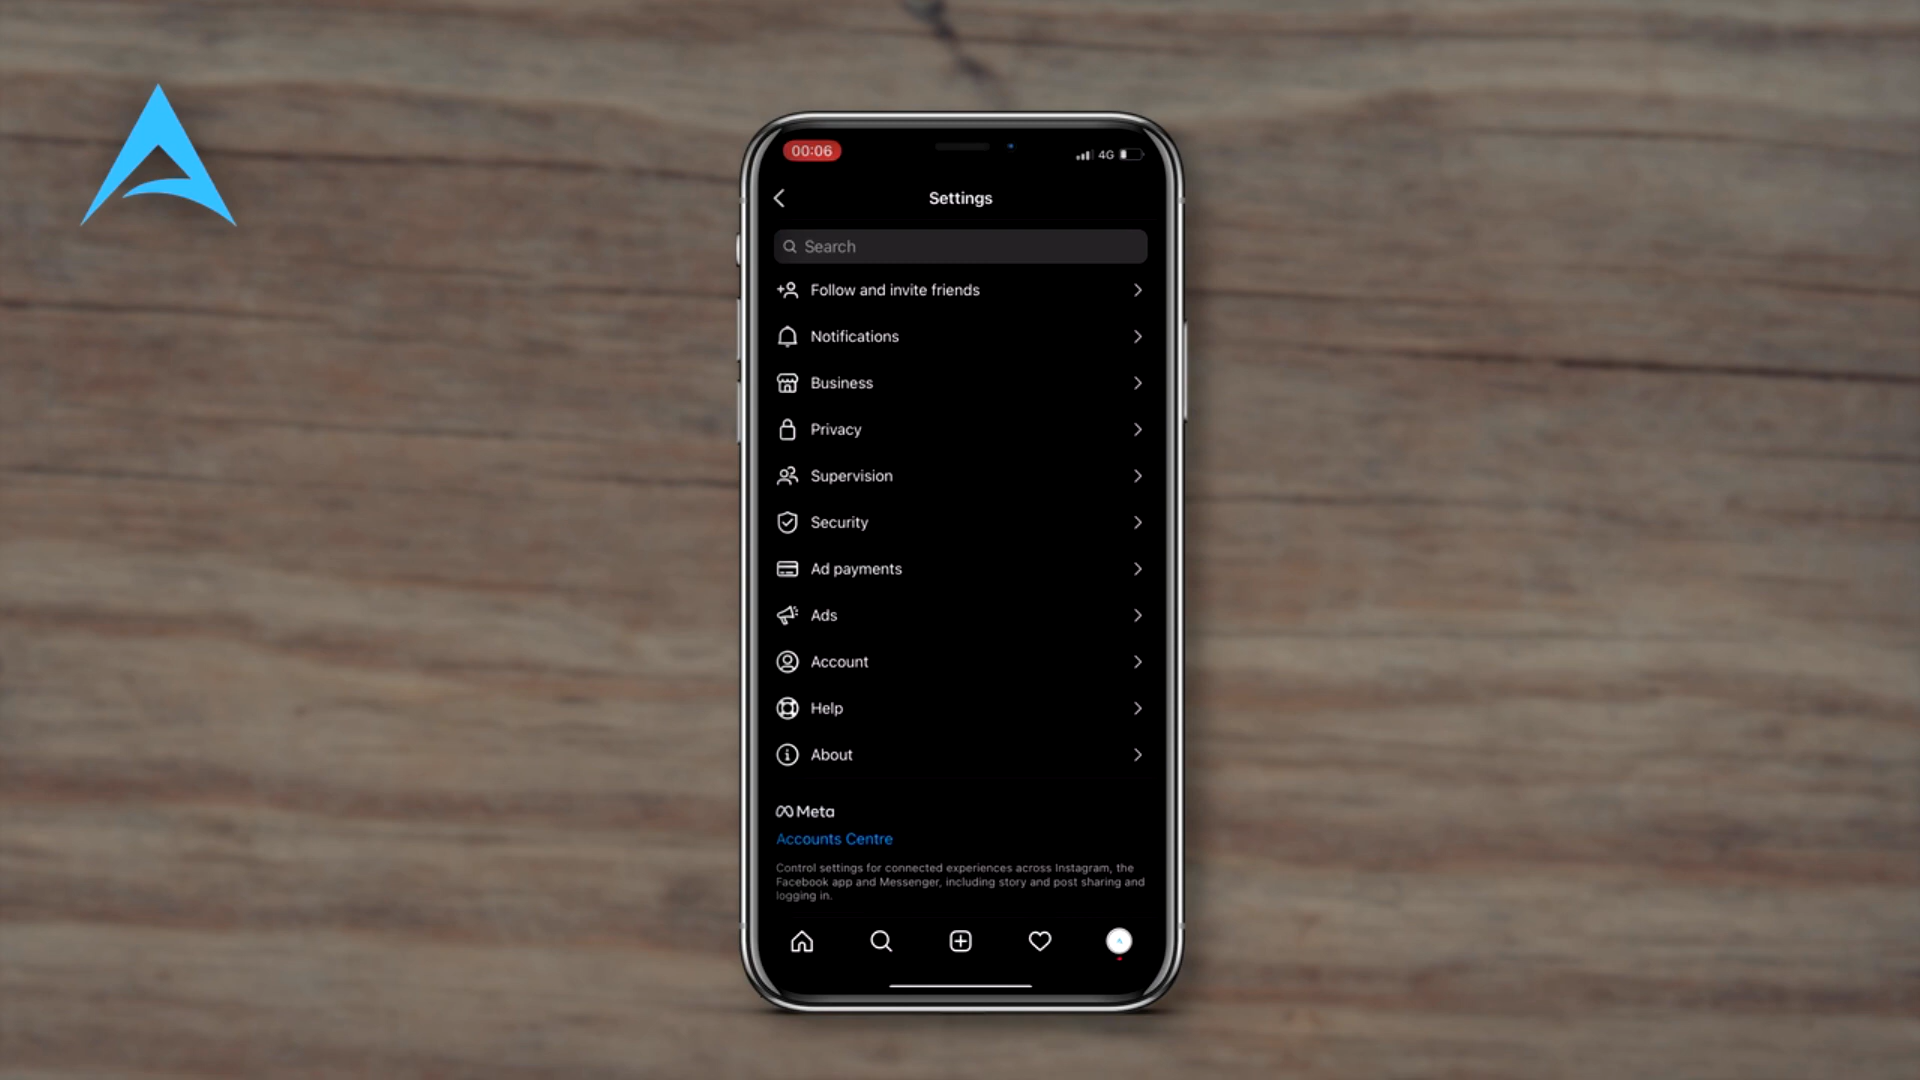 00:06
4G
Settings
Search
Follow and invite friends
Notifications
Business
Privacy
Supervision
Security
Ad payments
Ads
Account
Help
About
Meta
Accounts Centre
Control settings for connected experiences across Instagram, the
Facebook app and Messenger, including story and post sharing and
logging in.